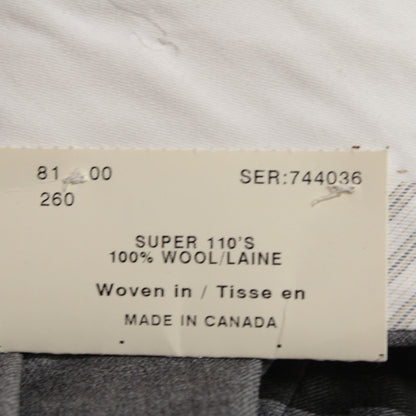 81 00 SER:744036
260
SUPER 110'S
100% WOOL/LAINE
Woven in / Tisse en
MADE IN CANADA